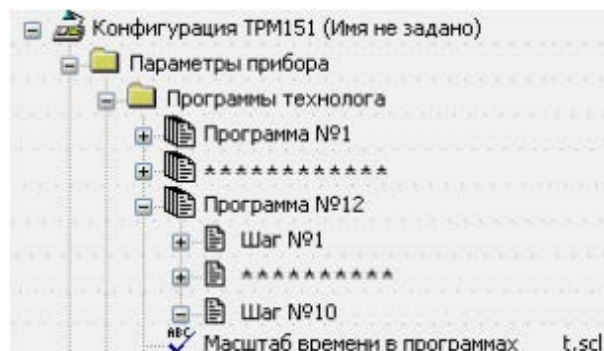 Конфигурация ТРМ151 (Имя не задано)
Параметры прибора
Программы технолога
Программа №1
************
Программа №12
Шаг №1
**********
Шаг №10
ABC Масштаб времени в программах t.scl